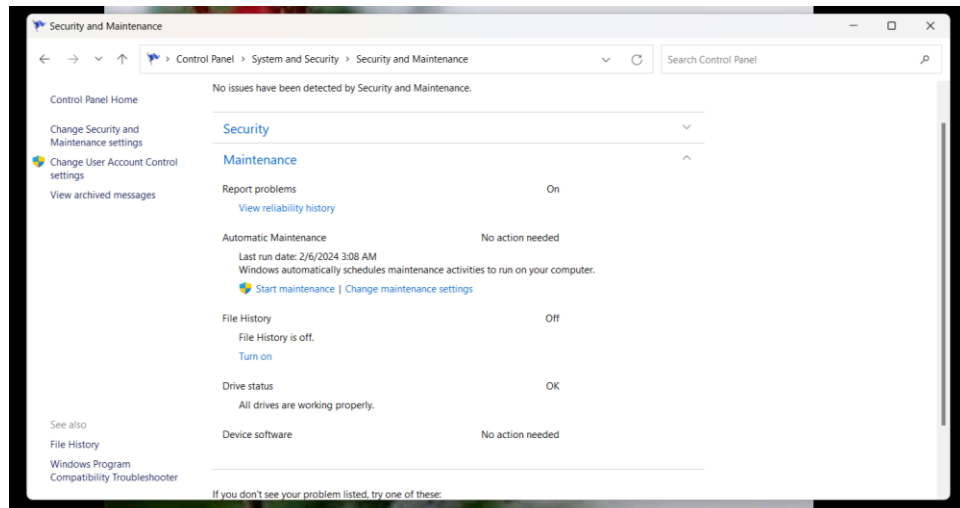 Security and Maintenance
Control Panel > System and Security > Security and Maintenance
Search Control Panel
Control Panel Home
Change Security and
Maintenance settings
Change User Account Control
settings
View archived messages
See also
File History
Windows Program
Compatibility Troubleshooter
No issues have been detected by Security and Maintenance.
Security
Maintenance
Report problems On
View reliability history
Automatic Maintenance No action needed
Last run date: 2/6/2024 3:08 AM
Windows automatically schedules maintenance activities to run on your computer.
Start maintenance | Change maintenance settings
File History Off
File History is off.
Turn on
Drive status OK
All drives are working properly.
Device software No action needed
If you don't see your problem listed, try one of these: